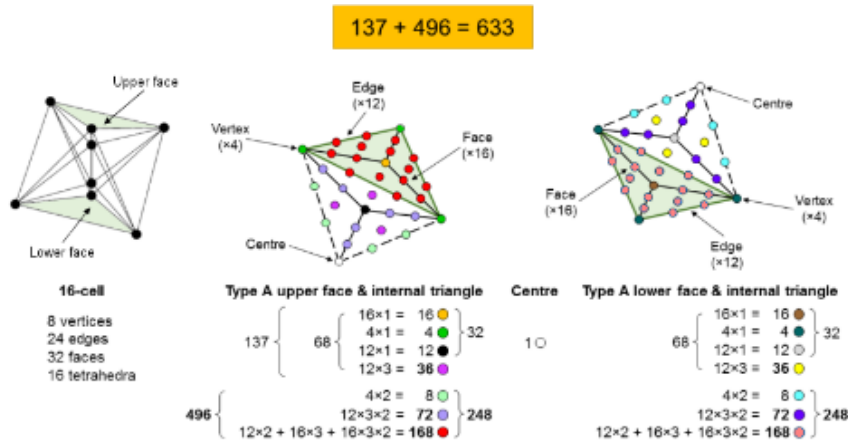 137 + 496 = 633
Upper face
Lower face
Edge
(×12)
Vertex
(×4)
Face
(×16)
Centre
Centre
Face
(×16)
Vertex
(×4)
Edge
(×12)
16-cell
8 vertices
24 edges
32 faces
16 tetrahedra
Type A upper face & internal triangle
16×1 = 16
4×1 = 4
12×1 = 12
12×3 = 36
32
68
137
4×2 = 8
12×3×2 = 72
12×2 + 16×3 + 16×3×2 = 168
248
496
Centre
1
Type A lower face & internal triangle
16×1 = 16
4×1 = 4
12×1 = 12
12×3 = 36
32
68
4×2 = 8
12×3×2 = 72
12×2 + 16×3 + 16×3×2 = 168
248